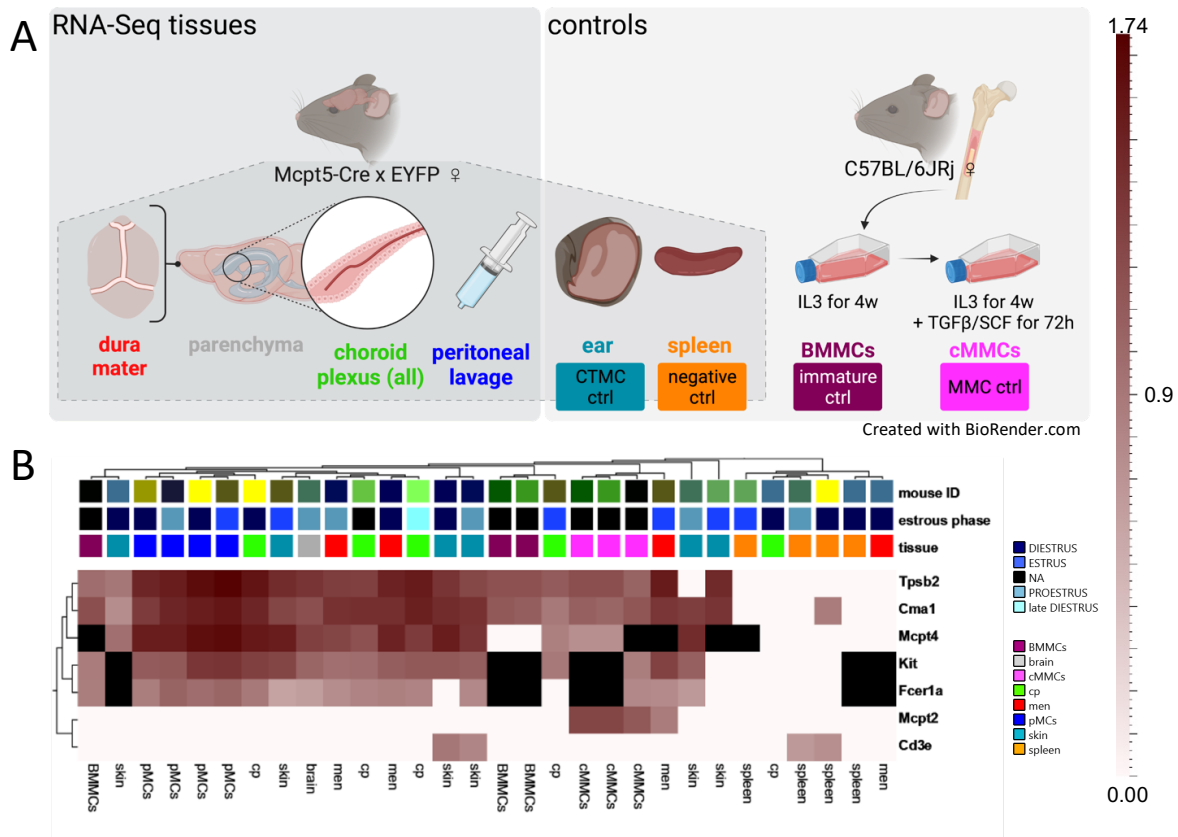 A
RNA-Seq tissues
controls
1.74
Mcpt5-Cre x EYFP ♀
C57BL/6JRj ♀
IL3 for 4w
IL3 for 4w
+ TGFβ/SCF for 72h
dura
mater
parenchyma
choroid
plexus (all)
peritoneal
lavage
ear
CTMC
ctrl
spleen
negative
ctrl
BMMCs
immature
ctrl
cMMCs
MMC ctrl
0.9
Created with BioRender.com
B
mouse ID
estrous phase
tissue
Tpsb2
Cma1
Mcpt4
Kit
Fcer1a
Mcpt2
Cd3e
DIESTRUS
ESTRUS
NA
PROESTRUS
late DIESTRUS
BMMCs
brain
cMMCs
cp
men
pMCs
skin
spleen
BMMCs
skin
pMCs
pMCs
pMCs
pMCs
cp
skin
brain
men
cp
men
cp
skin
skin
BMMCs
BMMCs
cp
cMMCs
cMMCs
cMMCs
men
skin
skin
spleen
cp
spleen
spleen
spleen
men
0.00